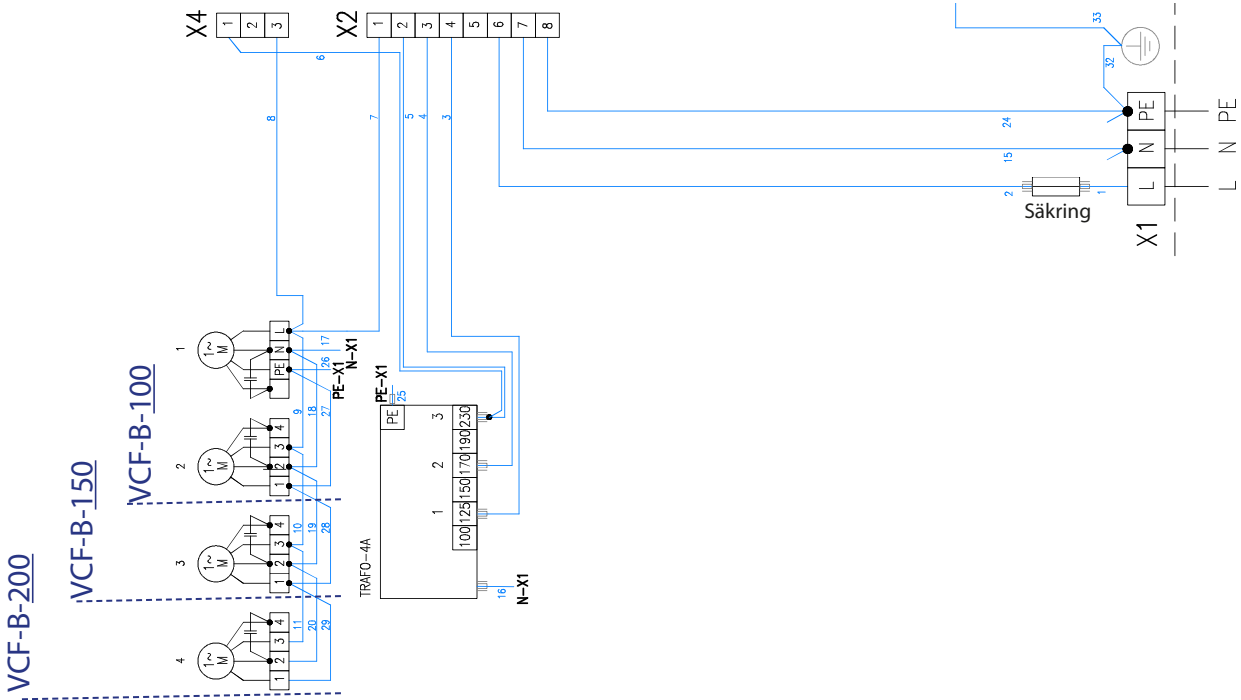 X4
1 2 3
X2
1 2 3 4 5 6 7 8
33
32
6
8
7
5
4
3
24
15
2
1
Säkring
PE
N
L
X1
PE
N
L
1
1~
M
L
N
PE
17
N-X1
26
PE-X1
27
9
18
VCF-B-100
2
1~
M
4
3
2
1
VCF-B-150
3
1~
M
4
3
2
1
10
19
28
VCF-B-200
4
1~
M
4
3
2
1
11
20
29
TRAFO-4A
PE
PE-X1
25
1 2 3
100 125 150 170 190 230
16
N-X1